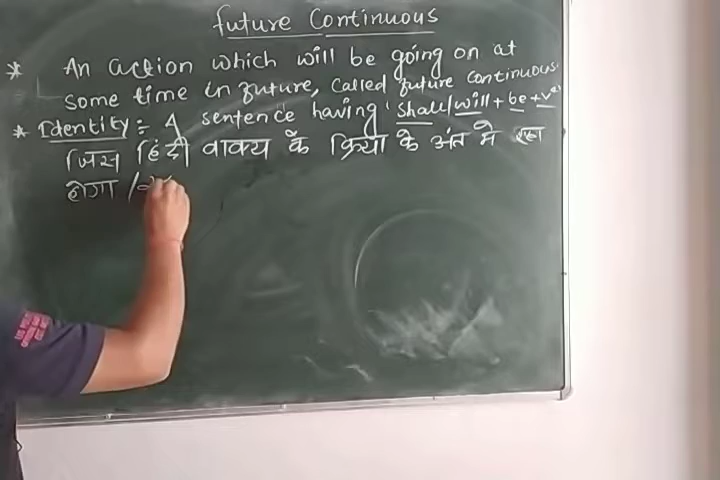 future Continuous
* An action which will be going on at
some time in future, called future continuous.
* Identity := A sentence having 'shall/will + be + v⁴'
जिस हिंदी वाक्य के क्रिया के अंत मे रहा
होगा /